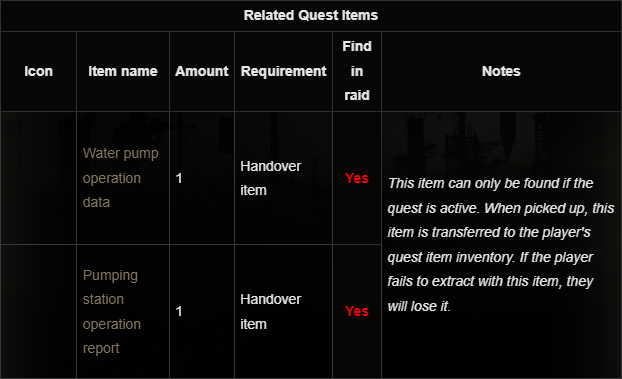 Related Quest Items
Icon
Item name
Amount
Requirement
Find
in
raid
Notes
Water pump
operation
data
1
Handover
item
Yes
This item can only be found if the
quest is active. When picked up, this
item is transferred to the player's
quest item inventory. If the player
fails to extract with this item, they
will lose it.
Pumping
station
operation
report
1
Handover
item
Yes